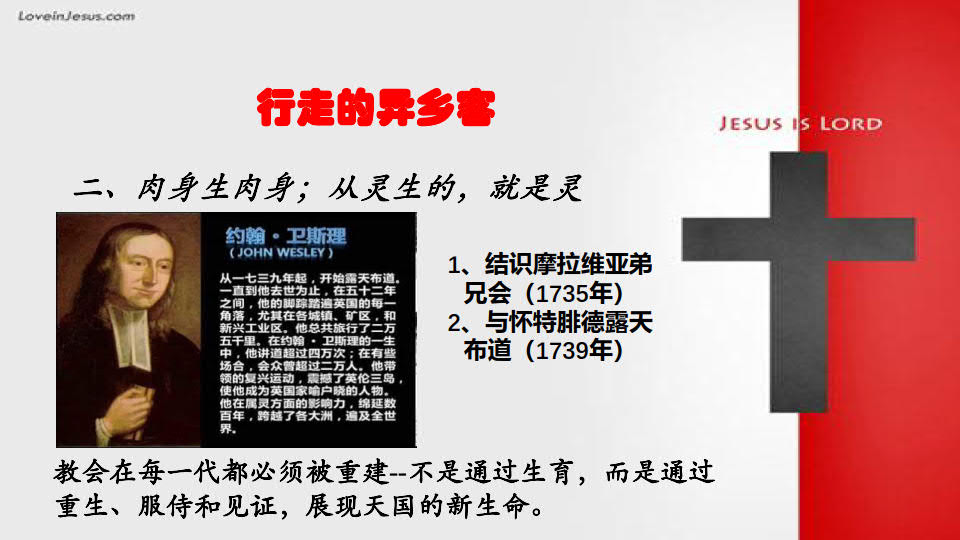 LoveinJesus.com
行走的异乡客
JESUS IS LORD
二、肉身生肉身；从灵生的，就是灵
约翰·卫斯理
（JOHN WESLEY）
从一七三九年起，开始露天布道。
一直到他去世为止，在五十二年
之间，他的脚踪踏遍英国的每一
角落，尤其在各城镇、矿区，和
新兴工业区。他总共旅行了二万
五千里。在约翰·卫斯理的一生
中，他讲道超过四万次；在有些
场合，会众曾超过二万人。他带
领的复兴运动，震撼了英伦三岛，
使他成为英国家喻户晓的人物。
他在属灵方面的影响力，绵延数
百年，跨越了各大洲，遍及全世
界。
1、结识摩拉维亚弟
兄会（1735年）
2、与怀特腓德露天
布道（1739年）
教会在每一代都必须被重建--不是通过生育，而是通过
重生、服侍和见证，展现天国的新生命。